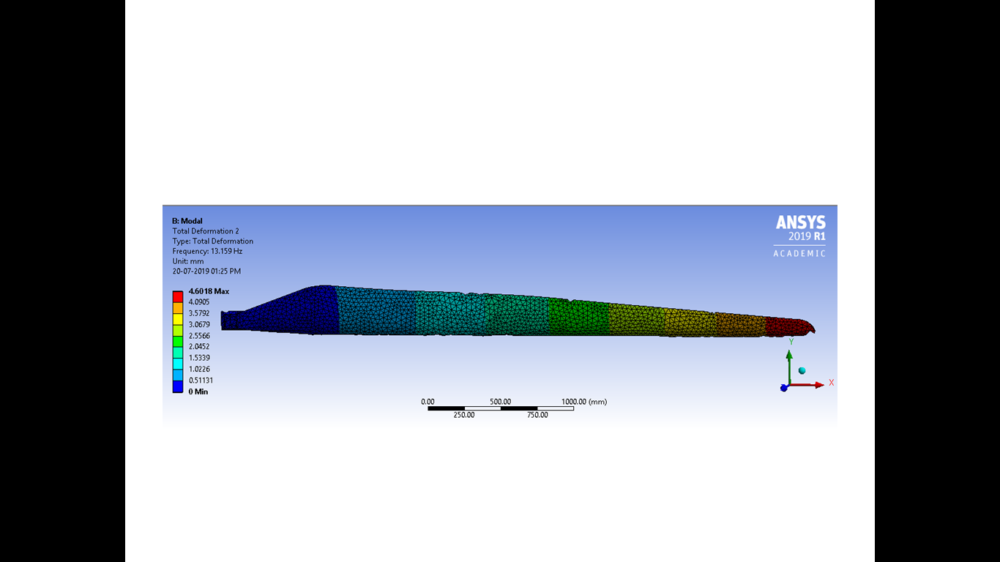 B: Modal
Total Deformation 2
Type: Total Deformation
Frequency: 13.159 Hz
Unit: mm
20-07-2019 01:25 PM
ANSYS
2019 R1
ACADEMIC
4.6018 Max
4.0905
3.5792
3.0679
2.5566
2.0452
1.5339
1.0226
0.51131
0 Min
Y
X
0.00 500.00 1000.00 (mm)
250.00 750.00